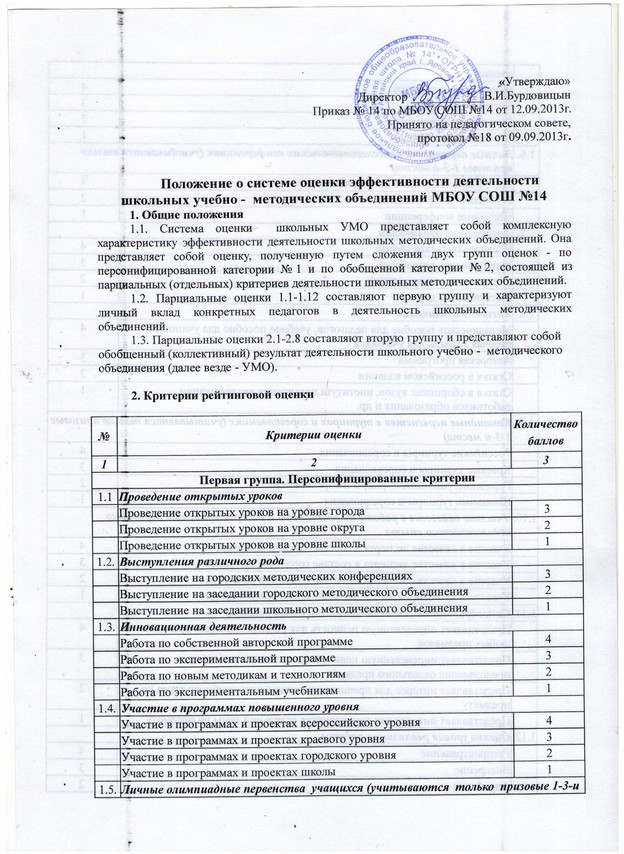 «Утверждаю»
Директор В.И.Бурдовицын
Приказ № 14 по МБОУ СОШ №14 от 12.09.2013г.
Принято на педагогическом совете,
протокол №18 от 09.09.2013г.
Положение о системе оценки эффективности деятельности
школьных учебно - методических объединений МБОУ СОШ №14
1. Общие положения
1.1. Система оценки школьных УМО представляет собой комплексную
характеристику эффективности деятельности школьных методических объединений. Она
представляет собой оценку, полученную путем сложения двух групп оценок - по
персонифицированной категории №1 и по обобщенной категории №2, состоящей из
парциальных (отдельных) критериев деятельности школьных методических объединений.
1.2. Парциальные оценки 1.1-1.12 составляют первую группу и характеризуют
личный вклад конкретных педагогов в деятельность школьных методических
объединений.
1.3. Парциальные оценки 2.1-2.8 составляют вторую группу и представляют собой
обобщенный (коллективный) результат деятельности школьного учебно - методического
объединения (далее везде - УМО).
2. Критерии рейтинговой оценки
№ Критерии оценки Количество баллов
1 2 3
Первая группа. Персонифицированные критерии
1.1 Проведение открытых уроков
Проведение открытых уроков на уровне города 3
Проведение открытых уроков на уровне округа 2
Проведение открытых уроков на уровне школы 1
1.2. Выступления различного рода
Выступление на городских методических конференциях 3
Выступление на заседании городского методического объединения 2
Выступление на заседании школьного методического объединения 1
1.3. Инновационная деятельность
Работа по собственной авторской программе 4
Работа по экспериментальной программе 3
Работа по новым методикам и технологиям 2
Работа по экспериментальным учебникам 1
1.4. Участие в программах повышенного уровня
Участие в программах и проектах всероссийского уровня 4
Участие в программах и проектах краевого уровня 3
Участие в программах и проектах городского уровня 2
Участие в программах и проектах школы 1
1.5. Личные олимпиадные первенства учащихся (учитываются только призовые 1-3-и